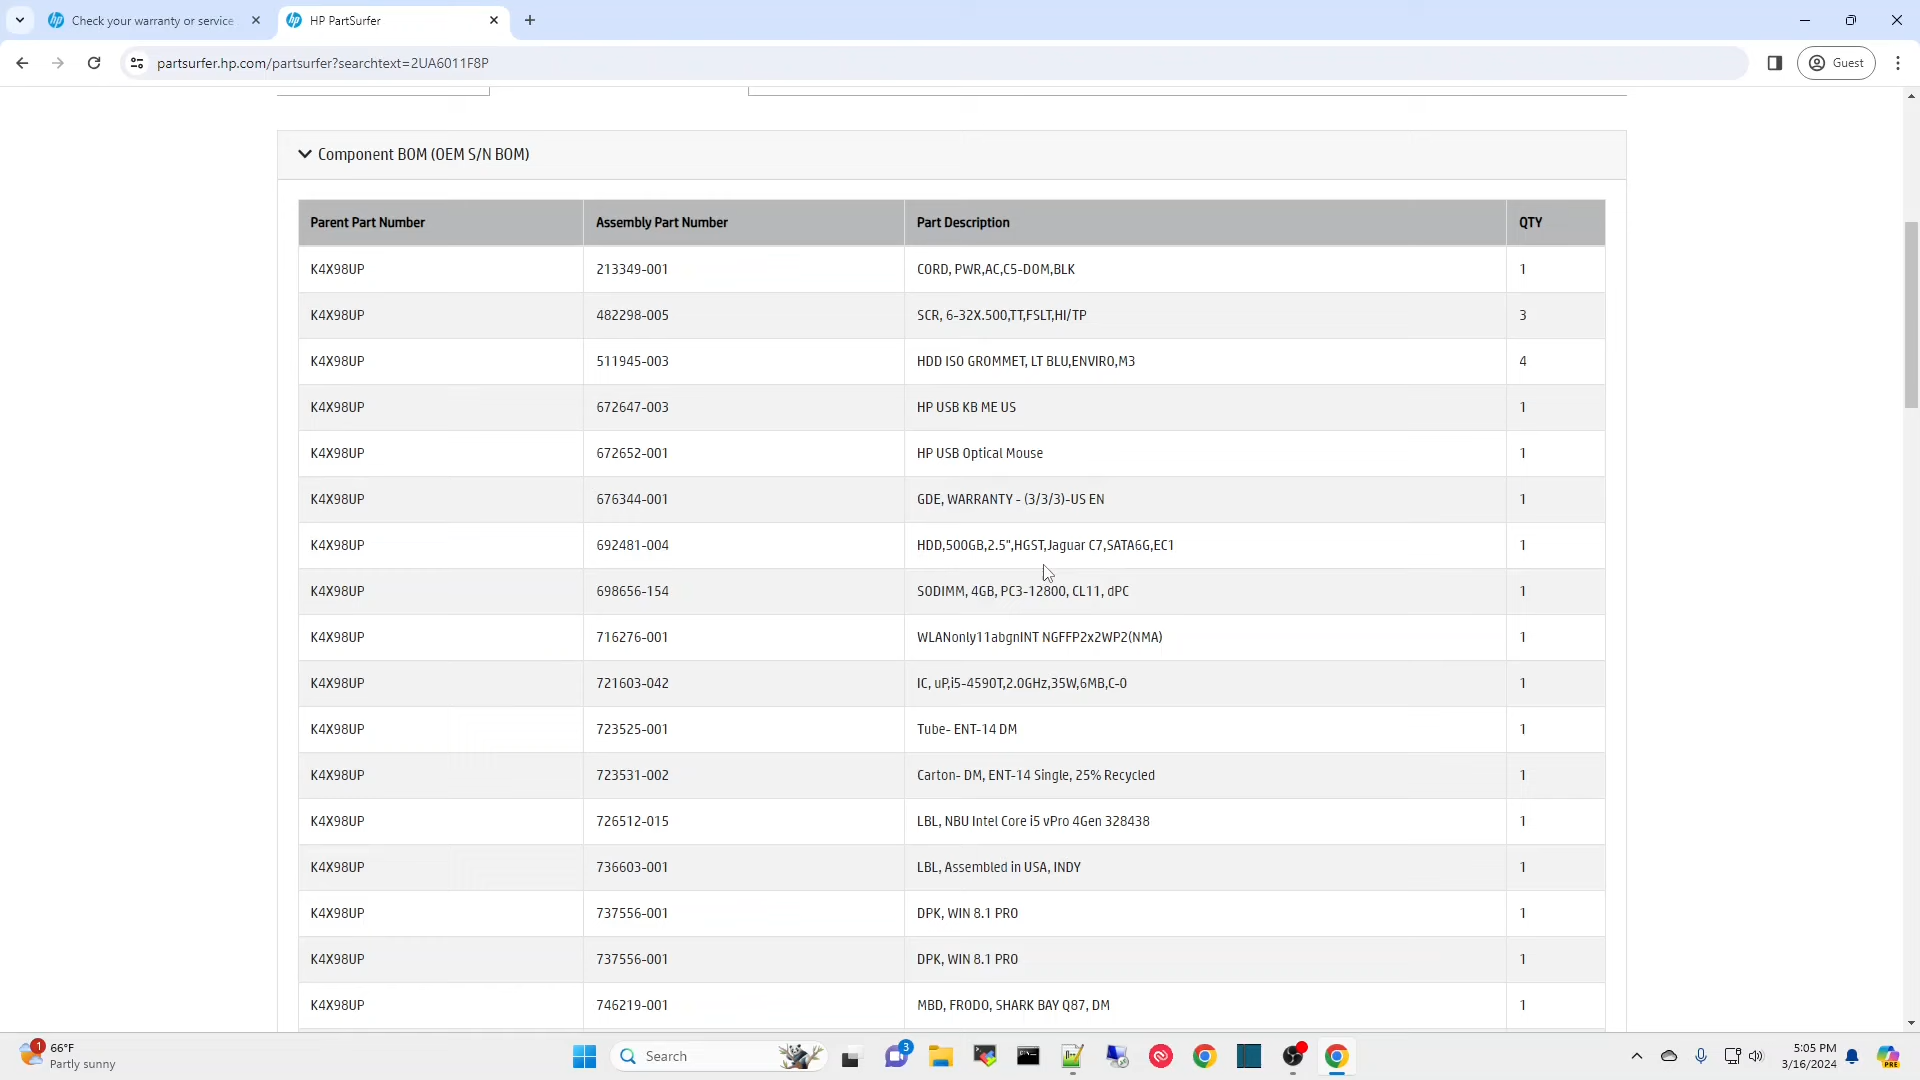 Check your warranty or service
HP PartSurfer
partsurfer.hp.com/partsurfer?searchtext=2UA6011F8P
Guest
Component BOM (OEM S/N BOM)
Parent Part Number Assembly Part Number Part Description QTY
K4X98UP 213349-001 CORD, PWR,AC,C5-DOM,BLK 1
K4X98UP 482298-005 SCR, 6-32X.500,TT,FSLT,HI/TP 3
K4X98UP 511945-003 HDD ISO GROMMET, LT BLU,ENVIRO,M3 4
K4X98UP 672647-003 HP USB KB ME US 1
K4X98UP 672652-001 HP USB Optical Mouse 1
K4X98UP 676344-001 GDE, WARRANTY - (3/3/3)-US EN 1
K4X98UP 692481-004 HDD,500GB,2.5",HGST,Jaguar C7,SATA6G,EC1 1
K4X98UP 698656-154 SODIMM, 4GB, PC3-12800, CL11, dPC 1
K4X98UP 716276-001 WLANonly11abgnINT NGFFP2x2WP2(NMA) 1
K4X98UP 721603-042 IC, uP,i5-4590T,2.0GHz,35W,6MB,C-0 1
K4X98UP 723525-001 Tube- ENT-14 DM 1
K4X98UP 723531-002 Carton- DM, ENT-14 Single, 25% Recycled 1
K4X98UP 726512-015 LBL, NBU Intel Core i5 vPro 4Gen 328438 1
K4X98UP 736603-001 LBL, Assembled in USA, INDY 1
K4X98UP 737556-001 DPK, WIN 8.1 PRO 1
K4X98UP 737556-001 DPK, WIN 8.1 PRO 1
K4X98UP 746219-001 MBD, FRODO, SHARK BAY Q87, DM 1
1
66°F
Partly sunny
Search
3
PRE
5:05 PM
3/16/2024